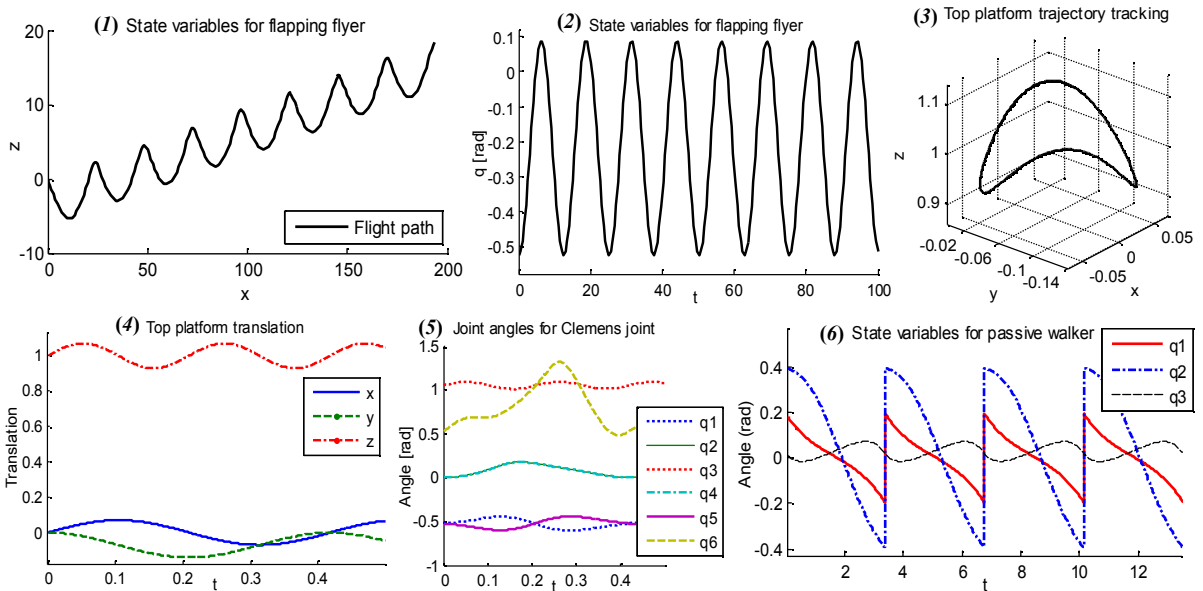 (1) State variables for flapping flyer
20
10
0
-10
z
0
50
100
150
200
x
Flight path
(2) State variables for flapping flyer
0.1
0
-0.1
-0.2
-0.3
-0.4
-0.5
q [rad]
0
20
40
60
80
100
t
(3) Top platform trajectory tracking
1.1
1
0.9
z
-0.02
-0.06
-0.1
-0.14
y
-0.05
0
0.05
x
(4) Top platform translation
1
0.8
0.6
0.4
0.2
0
Translation
0
0.1
0.2
0.3
0.4
t
x
y
z
(5) Joint angles for Clemens joint
1.5
1
0.5
0
-0.5
-1
Angle [rad]
0
0.1
0.2
0.3
0.4
t
q1
q2
q3
q4
q5
q6
(6) State variables for passive walker
0.4
0.2
0
-0.2
-0.4
Angle (rad)
2
4
6
8
10
12
t
q1
q2
q3